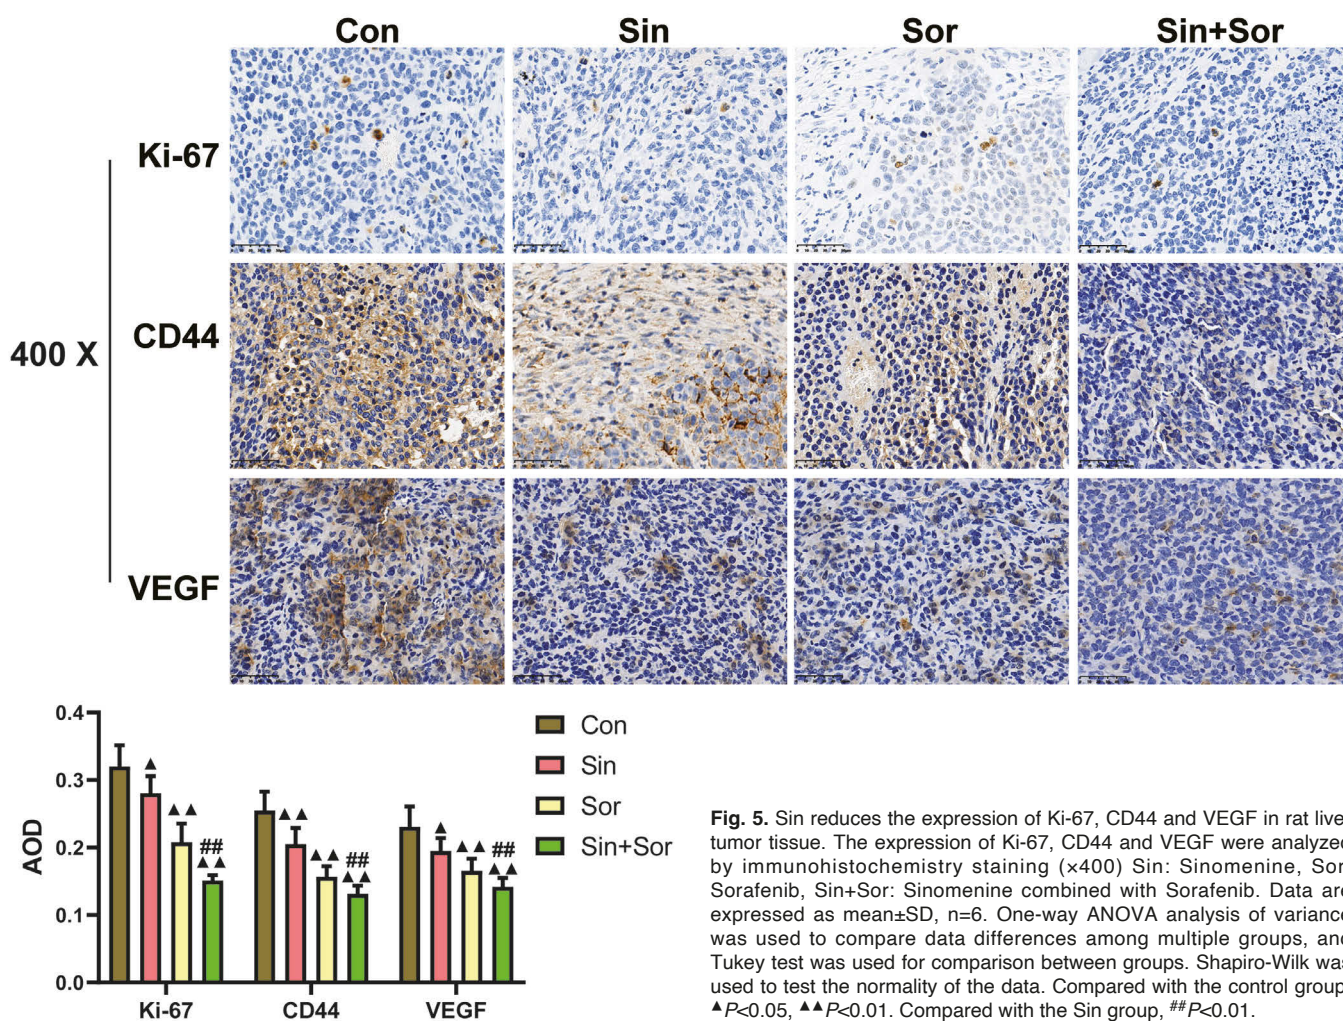 Con Sin Sor Sin+Sor
Ki-67
CD44
400 X
VEGF
0.4
0.3
0.2
0.1
0.0
AOD
▲
▲▲
##
▲▲
▲▲
▲▲
##
▲▲
▲
▲▲
##
▲▲
Ki-67 CD44 VEGF
Con
Sin
Sor
Sin+Sor
Fig. 5. Sin reduces the expression of Ki-67, CD44 and VEGF in rat live
tumor tissue. The expression of Ki-67, CD44 and VEGF were analyzed
by immunohistochemistry staining (×400) Sin: Sinomenine, Sor
Sorafenib, Sin+Sor: Sinomenine combined with Sorafenib. Data are
expressed as mean±SD, n=6. One-way ANOVA analysis of variance
was used to compare data differences among multiple groups, and
Tukey test was used for comparison between groups. Shapiro-Wilk was
used to test the normality of the data. Compared with the control group
▲P<0.05, ▲▲P<0.01. Compared with the Sin group, ##P<0.01.